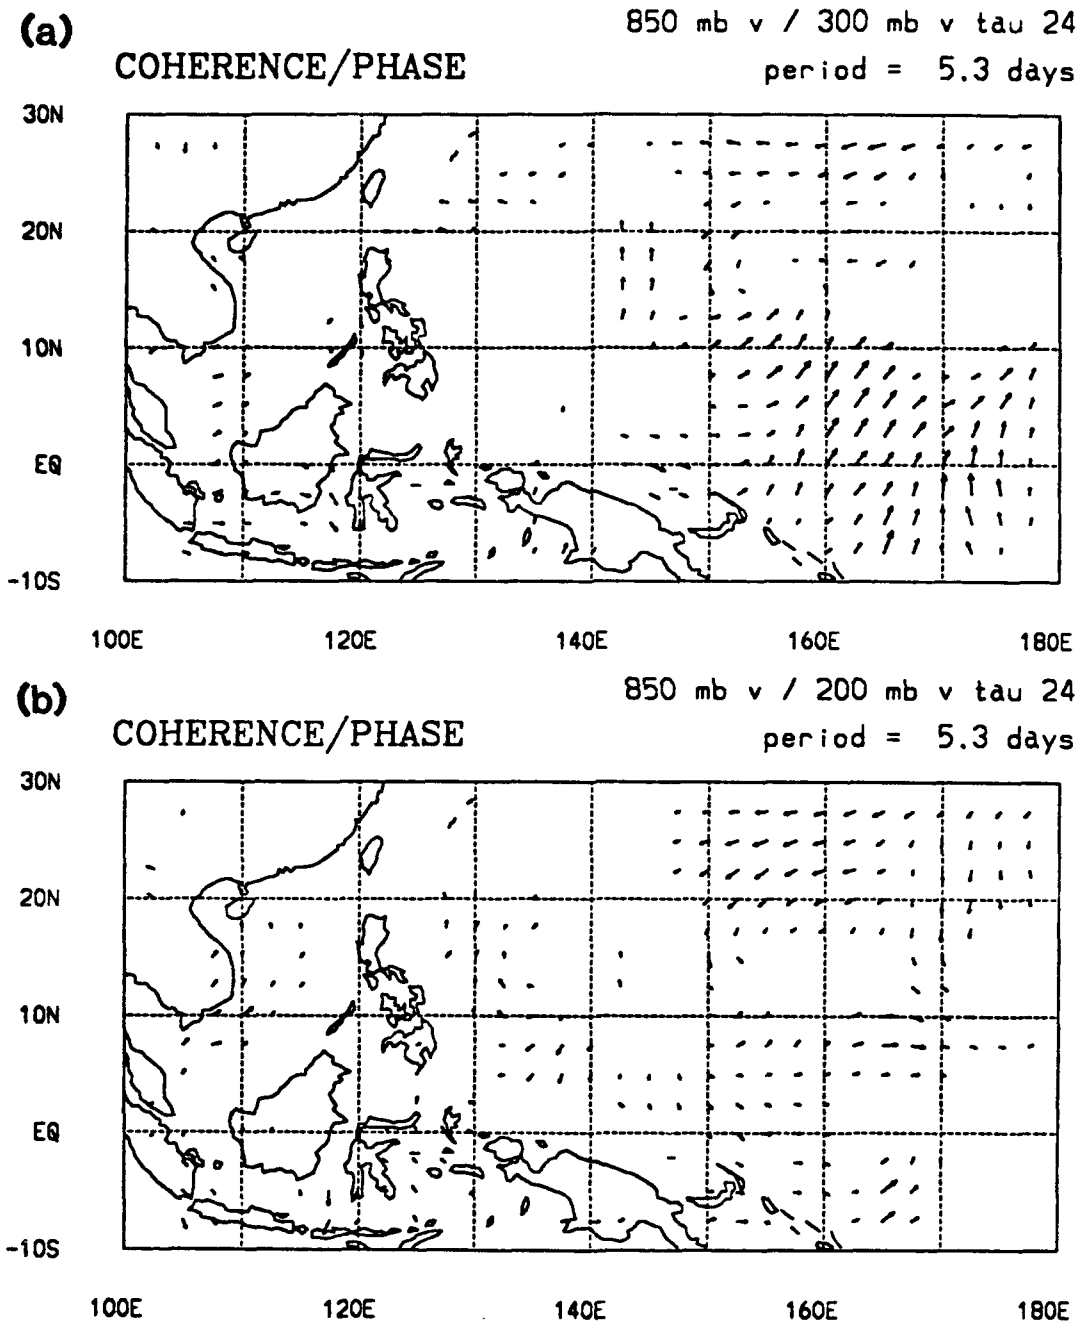 (a)
850 mb v / 300 mb v tau 24
COHERENCE/PHASE
period = 5.3 days
30N
20N
10N
EQ
-10S
100E 120E 140E 160E 180E
(b)
850 mb v / 200 mb v tau 24
COHERENCE/PHASE
period = 5.3 days
30N
20N
10N
EQ
-10S
100E 120E 140E 160E 180E